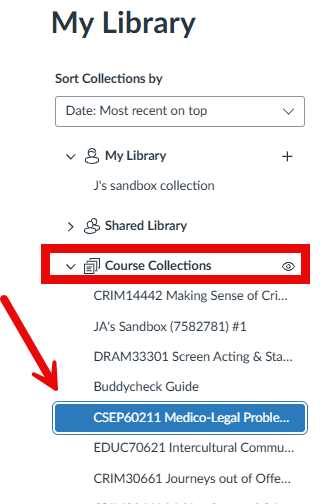 My Library
Sort Collections by
Date: Most recent on top
My Library
J's sandbox collection
Shared Library
Course Collections
CRIM14442 Making Sense of Cri...
JA's Sandbox (7582781) #1
DRAM33301 Screen Acting & Sta...
Buddycheck Guide
CSEP60211 Medico-Legal Proble...
EDUC70621 Intercultural Commu...
CRIM30661 Journeys out of Offe...